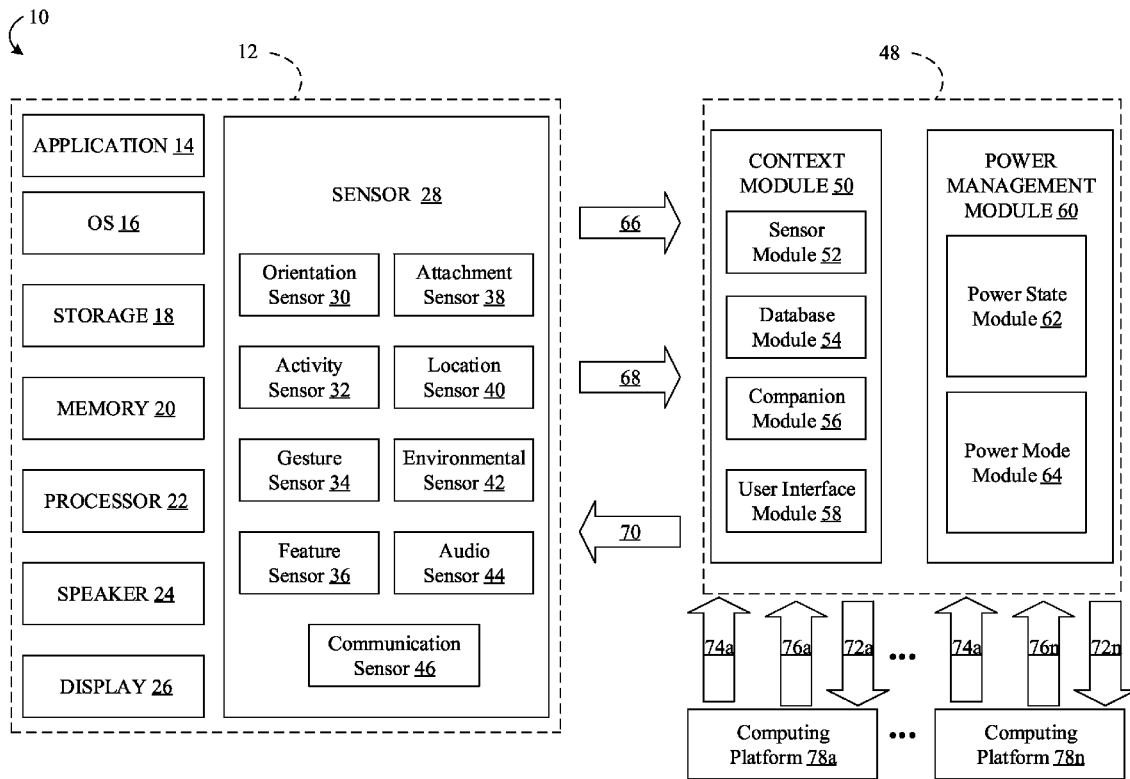 10
12
48
APPLICATION 14
OS 16
STORAGE 18
MEMORY 20
PROCESSOR 22
SPEAKER 24
DISPLAY 26
SENSOR 28
Orientation
Sensor 30
Attachment
Sensor 38
Activity
Sensor 32
Location
Sensor 40
Gesture
Sensor 34
Environmental
Sensor 42
Feature
Sensor 36
Audio
Sensor 44
Communication
Sensor 46
66
68
70
CONTEXT
MODULE 50
Sensor
Module 52
Database
Module 54
Companion
Module 56
User Interface
Module 58
POWER
MANAGEMENT
MODULE 60
Power State
Module 62
Power Mode
Module 64
74a
76a
72a
•••
74a
76n
72n
Computing
Platform 78a
•••
Computing
Platform 78n